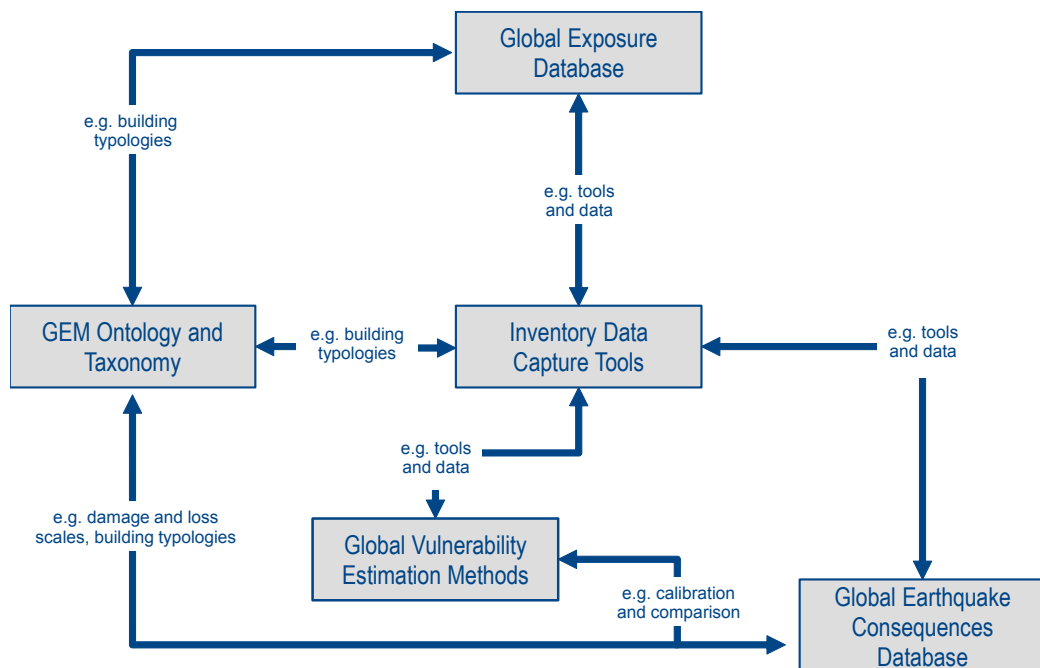 Global Exposure
Database
e.g. building
typologies
e.g. tools
and data
GEM Ontology and
Taxonomy
e.g. building
typologies
Inventory Data
Capture Tools
e.g. tools
and data
e.g. tools
and data
e.g. damage and loss
scales, building typologies
Global Vulnerability
Estimation Methods
e.g. calibration
and comparison
Global Earthquake
Consequences
Database